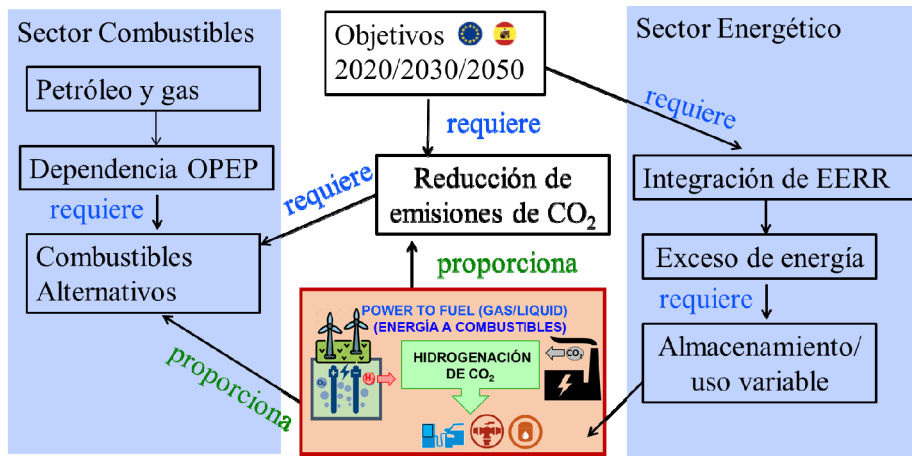 Sector Combustibles
Petróleo y gas
Dependencia OPEP
requiere
Combustibles
Alternativos
proporciona
Objetivos
2020/2030/2050
requiere
requiere
Reducción de
emisiones de CO₂
proporciona
POWER TO FUEL (GAS/LIQUID)
(ENERGÍA A COMBUSTIBLES)
HIDROGENACIÓN
DE CO₂
O₂
H₂
CO₂
Sector Energético
requiere
Integración de EERR
Exceso de energía
requiere
Almacenamiento/
uso variable